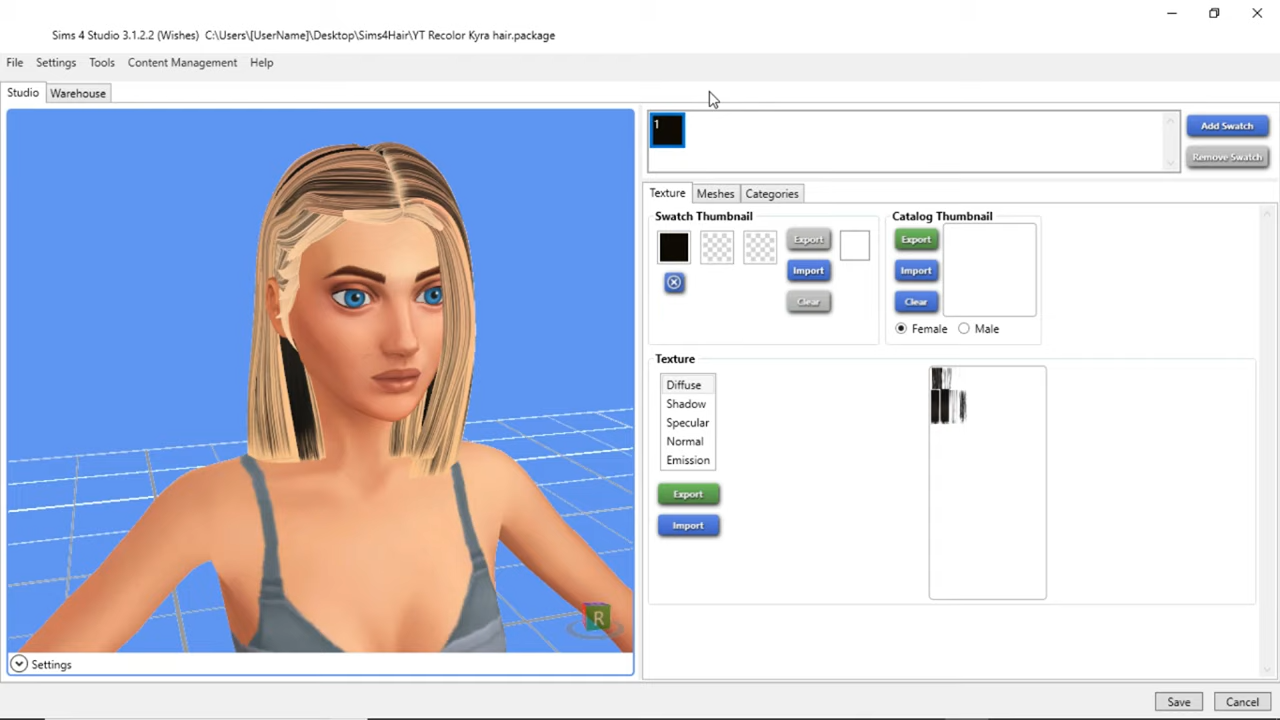 Sims 4 Studio 3.1.2.2 (Wishes) C:\Users\[UserName]\Desktop\Sims4Hair\YT Recolor Kyra hair.package
File Settings Tools Content Management Help
Studio Warehouse
1
Add Swatch
Remove Swatch
Texture Meshes Categories
Swatch Thumbnail
Export
Import
Clear
Catalog Thumbnail
Export
Import
Clear
Female Male
Texture
Diffuse
Shadow
Specular
Normal
Emission
Export
Import
R
Settings
Save Cancel